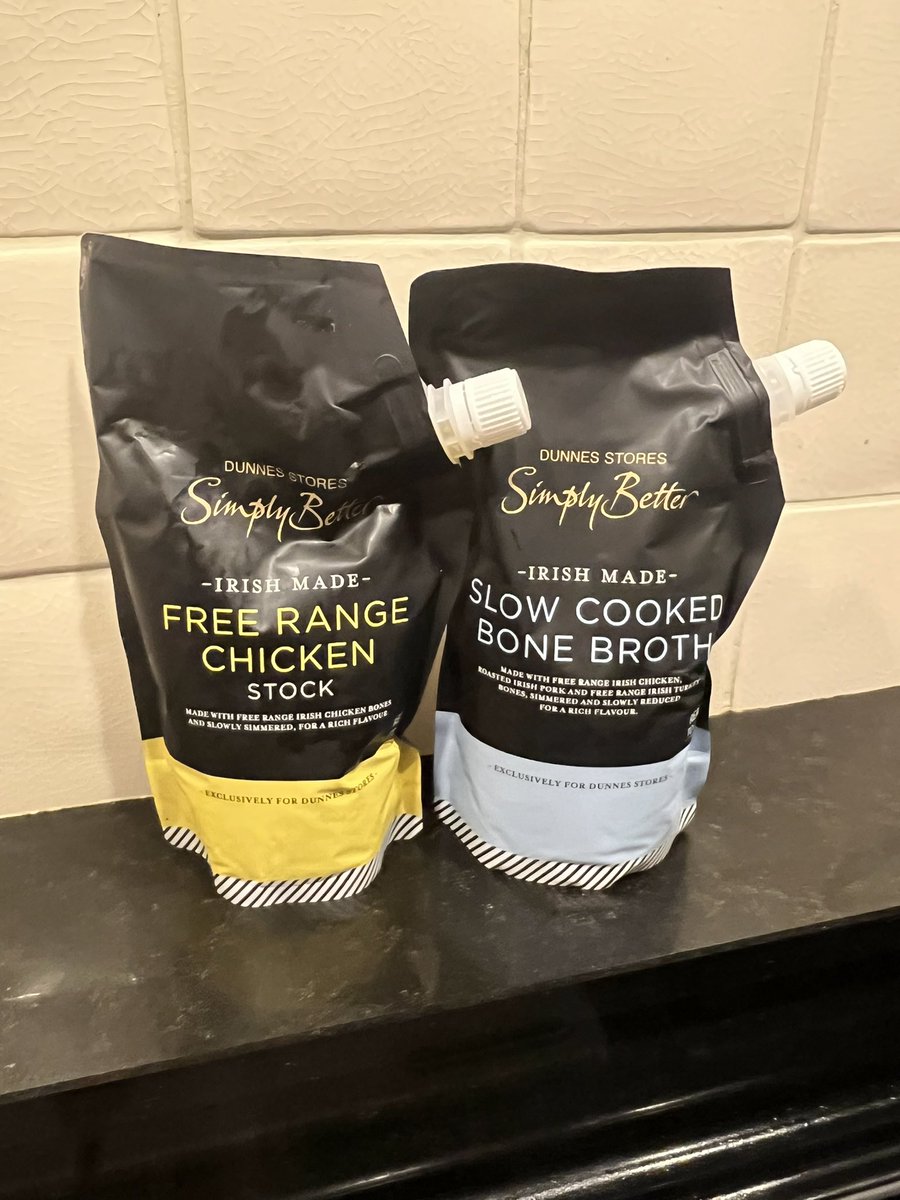 DUNNES STORES
Simply Better
-IRISH MADE-
FREE RANGE
CHICKEN
STOCK
MADE WITH FREE RANGE IRISH CHICKEN BONES
AND SLOWLY SIMMERED, FOR A RICH FLAVOUR
EXCLUSIVELY FOR DUNNES STORES
DUNNES STORES
Simply Better
-IRISH MADE-
SLOW COOKED
BONE BROTH
MADE WITH FREE RANGE IRISH CHICKEN,
ROASTED IRISH PORK AND FREE RANGE IRISH TURKEY
BONES, SIMMERED AND SLOWLY REDUCED
FOR A RICH FLAVOUR.
EXCLUSIVELY FOR DUNNES STORES